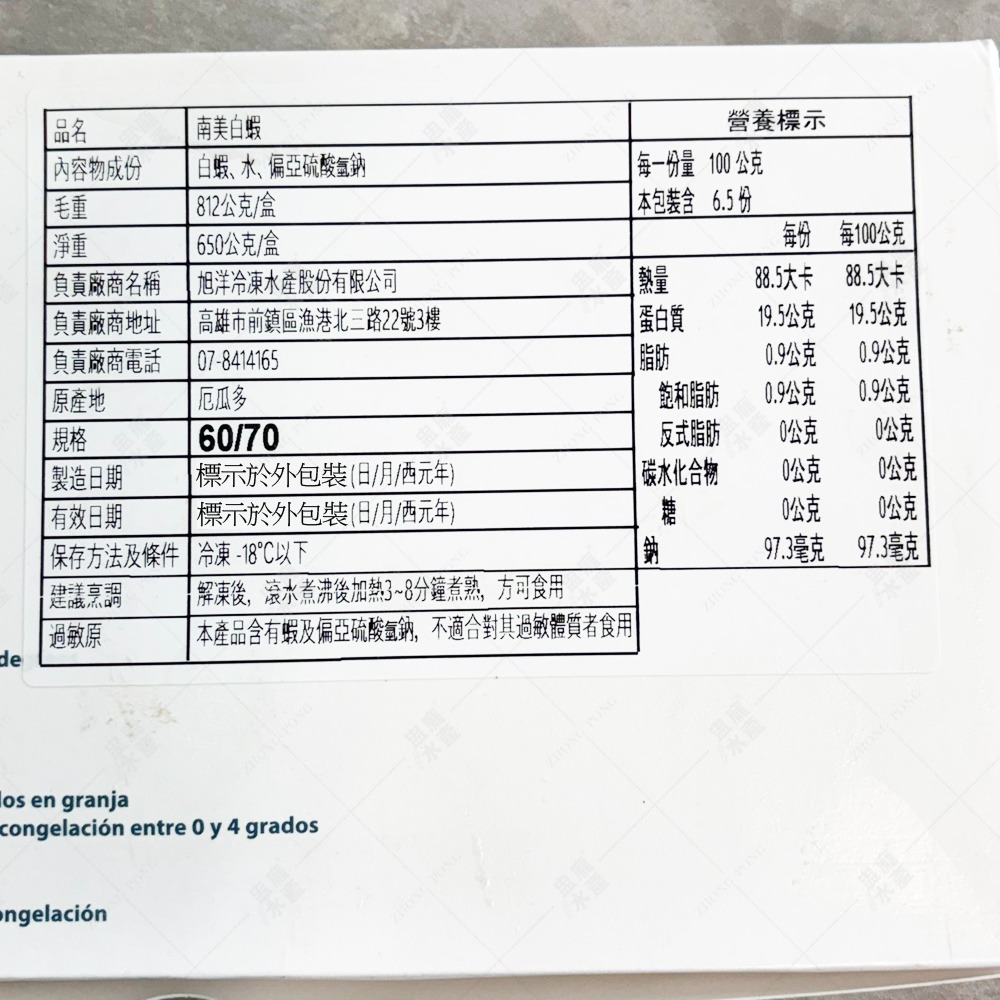 品名 南美白蝦
內容物成份 白蝦、水、偏亞硫酸氫鈉
毛重 812公克/盒
淨重 650公克/盒
負責廠商名稱 旭洋冷凍水產股份有限公司
負責廠商地址 高雄市前鎮區漁港北三路22號3樓
負責廠商電話 07-8414165
原產地 厄瓜多
規格 60/70
製造日期 標示於外包裝(日/月/西元年)
有效日期 標示於外包裝(日/月/西元年)
保存方法及條件 冷凍 -18°C以下
建議烹調 解凍後, 滾水煮沸後加熱3~8分鐘煮熟, 方可食用
過敏原 本產品含有蝦及偏亞硫酸氫鈉, 不適合對其過敏體質者食用
營養標示
每一份量 100 公克
本包裝含 6.5 份
每份 每100公克
熱量 88.5大卡 88.5大卡
蛋白質 19.5公克 19.5公克
脂肪 0.9公克 0.9公克
飽和脂肪 0.9公克 0.9公克
反式脂肪 0公克 0公克
碳水化合物 0公克 0公克
糖 0公克 0公克
鈉 97.3毫克 97.3毫克
de
los en granja
congelación entre 0 y 4 grados
ongelación